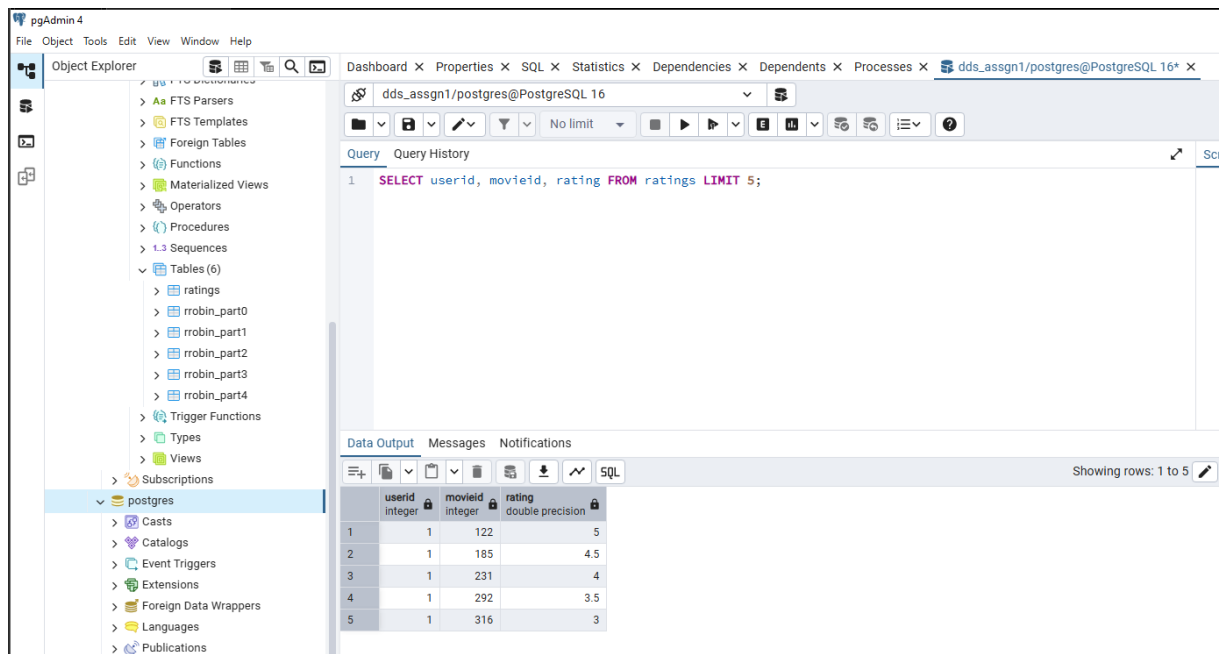 pgAdmin 4
File Object Tools Edit View Window Help
Object Explorer
FTS Dictionaries
Aa FTS Parsers
FTS Templates
Foreign Tables
Functions
Materialized Views
Operators
Procedures
1..3 Sequences
Tables (6)
ratings
rrobin_part0
rrobin_part1
rrobin_part2
rrobin_part3
rrobin_part4
Trigger Functions
Types
Views
Subscriptions
postgres
Casts
Catalogs
Event Triggers
Extensions
Foreign Data Wrappers
Languages
Publications
Dashboard X Properties X SQL X Statistics X Dependencies X Dependents X Processes X dds_assgn1/postgres@PostgreSQL 16* X
dds_assgn1/postgres@PostgreSQL 16
No limit E
Query Query History Scr
1 SELECT userid, movieid, rating FROM ratings LIMIT 5;
Data Output Messages Notifications
SQL Showing rows: 1 to 5
userid movieid rating
integer integer double precision
1 1 122 5
2 1 185 4.5
3 1 231 4
4 1 292 3.5
5 1 316 3